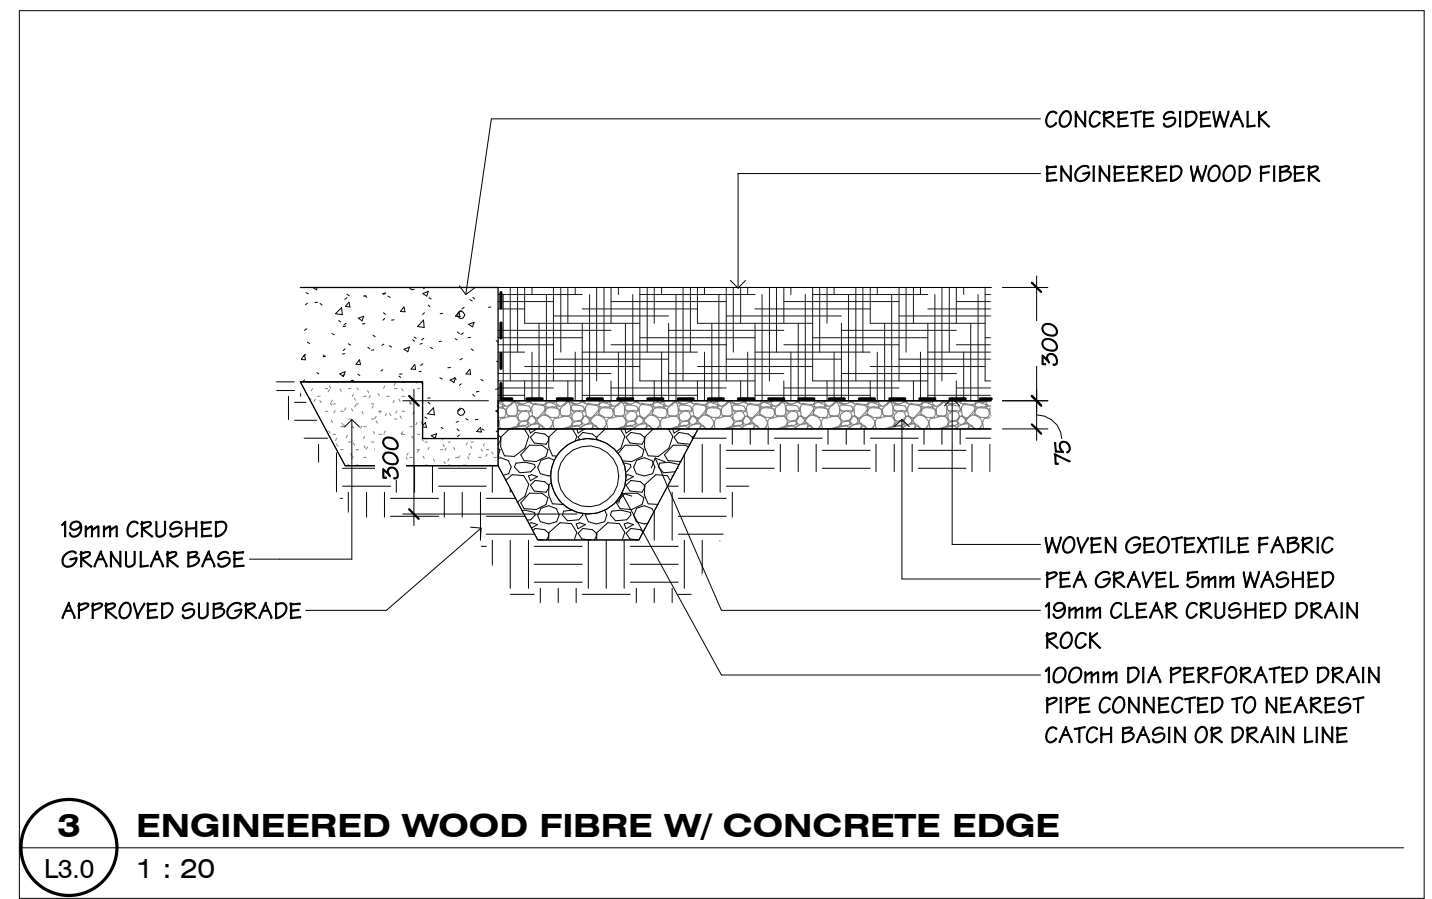 CONCRETE SIDEWALK
ENGINEERED WOOD FIBER
300
300
75
19mm CRUSHED
GRANULAR BASE
APPROVED SUBGRADE
WOVEN GEOTEXTILE FABRIC
PEA GRAVEL 5mm WASHED
19mm CLEAR CRUSHED DRAIN
ROCK
100mm DIA PERFORATED DRAIN
PIPE CONNECTED TO NEAREST
CATCH BASIN OR DRAIN LINE
3 ENGINEERED WOOD FIBRE W/ CONCRETE EDGE
L3.0 1 : 20